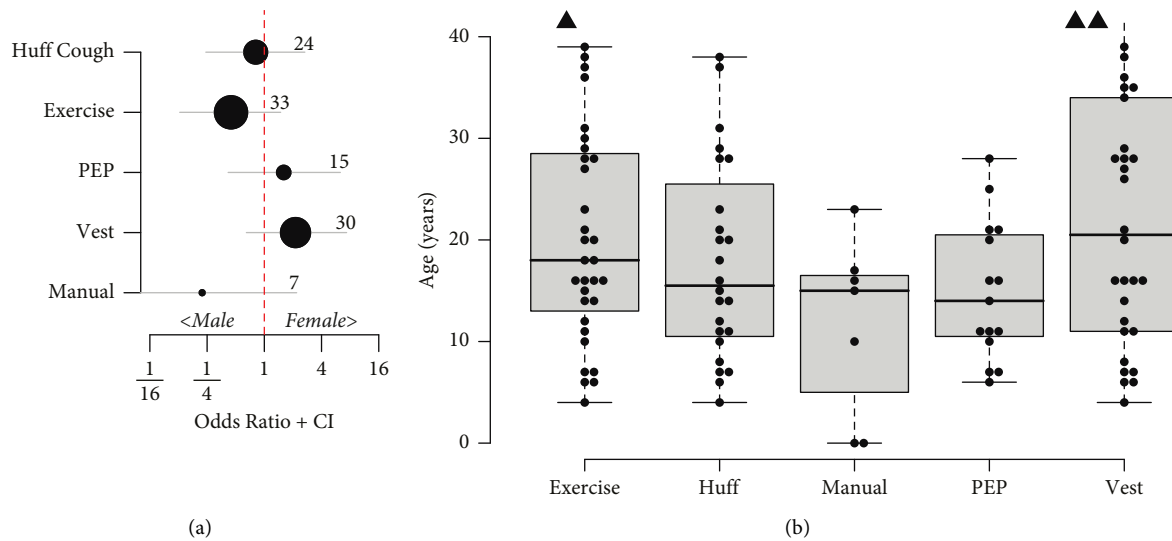 Huff Cough
24
Exercise
33
PEP
15
Vest
30
Manual
7
<Male Female>
1/16 1/4 1 4 16
Odds Ratio + CI
(a)
40
30
20
10
0
Age (years)
Exercise Huff Manual PEP Vest
(b)